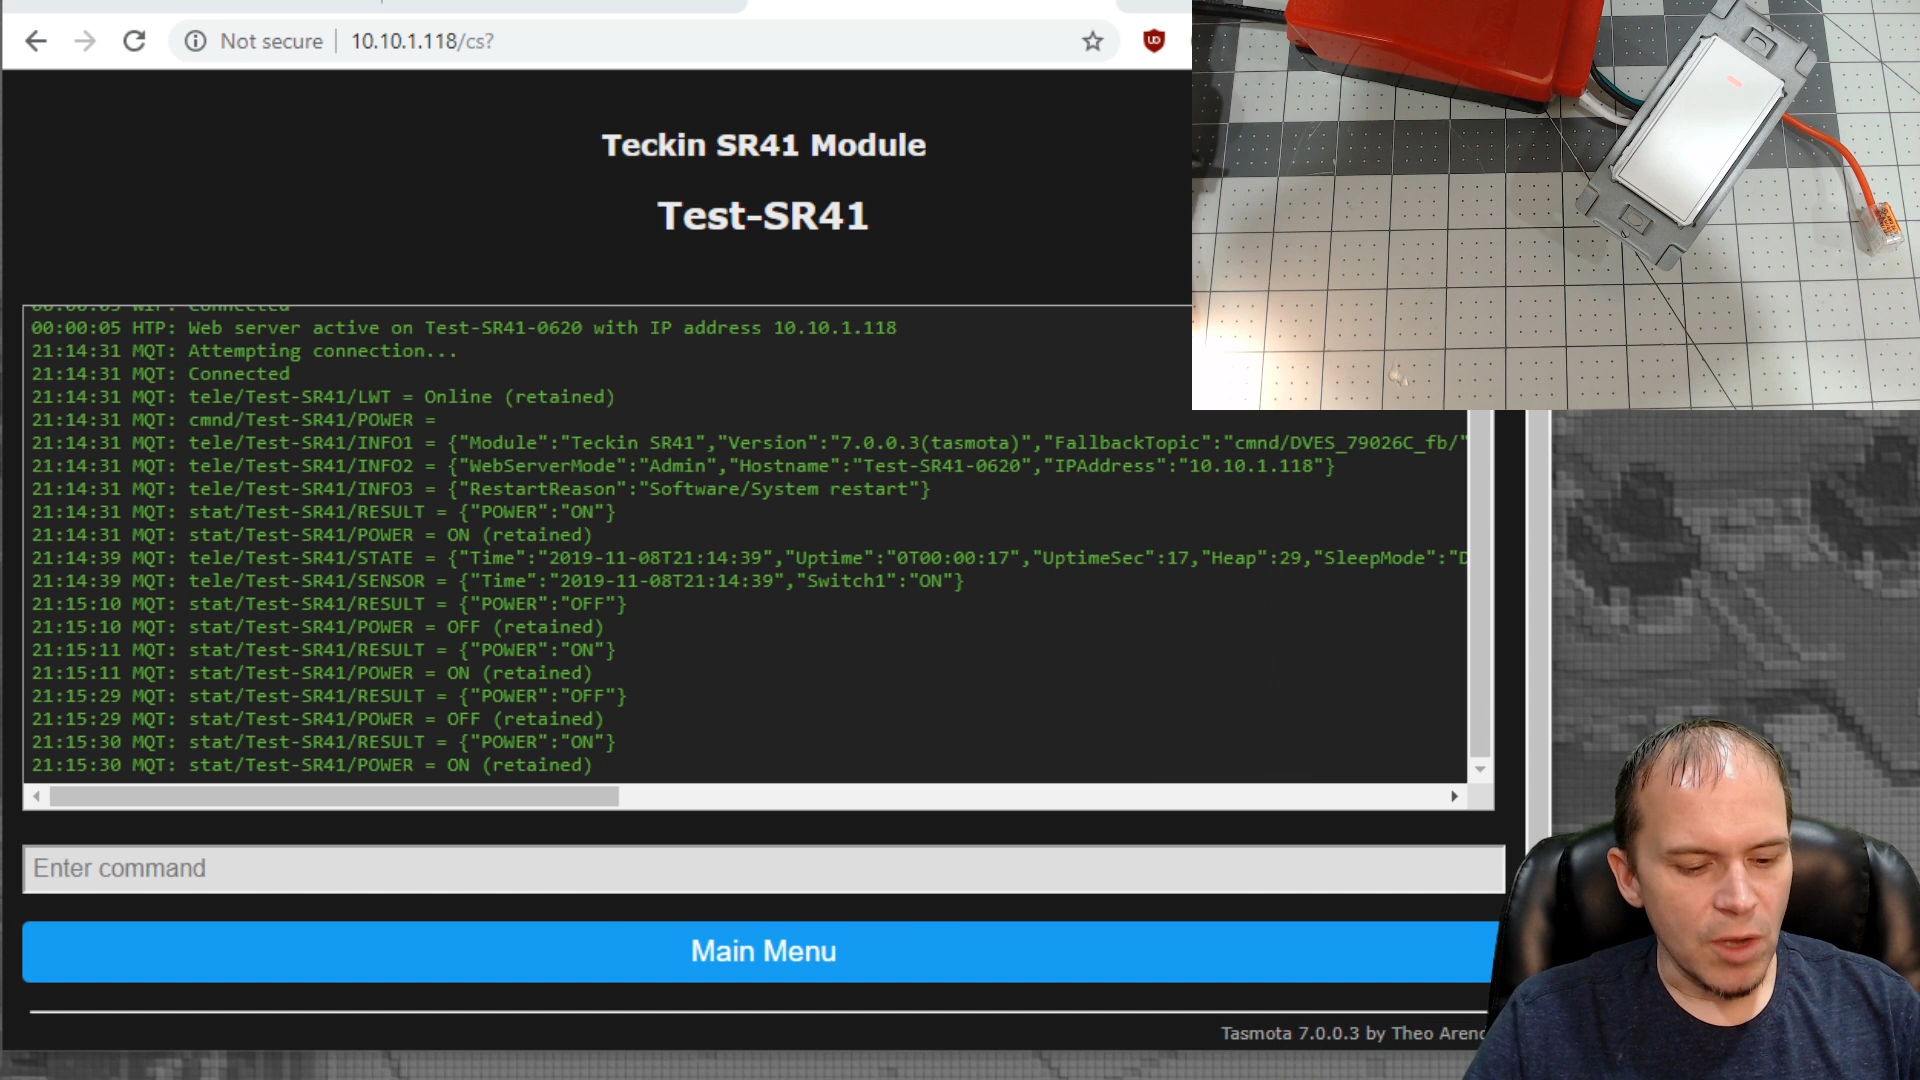 Not secure | 10.10.1.118/cs?
Teckin SR41 Module
Test-SR41
00:00:05 WIF: Connected
00:00:05 HTP: Web server active on Test-SR41-0620 with IP address 10.10.1.118
21:14:31 MQT: Attempting connection...
21:14:31 MQT: Connected
21:14:31 MQT: tele/Test-SR41/LWT = Online (retained)
21:14:31 MQT: cmnd/Test-SR41/POWER =
21:14:31 MQT: tele/Test-SR41/INFO1 = {"Module":"Teckin SR41","Version":"7.0.0.3(tasmota)","FallbackTopic":"cmnd/DVES_79026C_fb/"
21:14:31 MQT: tele/Test-SR41/INFO2 = {"WebServerMode":"Admin","Hostname":"Test-SR41-0620","IPAddress":"10.10.1.118"}
21:14:31 MQT: tele/Test-SR41/INFO3 = {"RestartReason":"Software/System restart"}
21:14:31 MQT: stat/Test-SR41/RESULT = {"POWER":"ON"}
21:14:31 MQT: stat/Test-SR41/POWER = ON (retained)
21:14:39 MQT: tele/Test-SR41/STATE = {"Time":"2019-11-08T21:14:39","Uptime":"0T00:00:17","UptimeSec":17,"Heap":29,"SleepMode":"D
21:14:39 MQT: tele/Test-SR41/SENSOR = {"Time":"2019-11-08T21:14:39","Switch1":"ON"}
21:15:10 MQT: stat/Test-SR41/RESULT = {"POWER":"OFF"}
21:15:10 MQT: stat/Test-SR41/POWER = OFF (retained)
21:15:11 MQT: stat/Test-SR41/RESULT = {"POWER":"ON"}
21:15:11 MQT: stat/Test-SR41/POWER = ON (retained)
21:15:29 MQT: stat/Test-SR41/RESULT = {"POWER":"OFF"}
21:15:29 MQT: stat/Test-SR41/POWER = OFF (retained)
21:15:30 MQT: stat/Test-SR41/RESULT = {"POWER":"ON"}
21:15:30 MQT: stat/Test-SR41/POWER = ON (retained)
Enter command
Main Menu
Tasmota 7.0.0.3 by Theo Aren